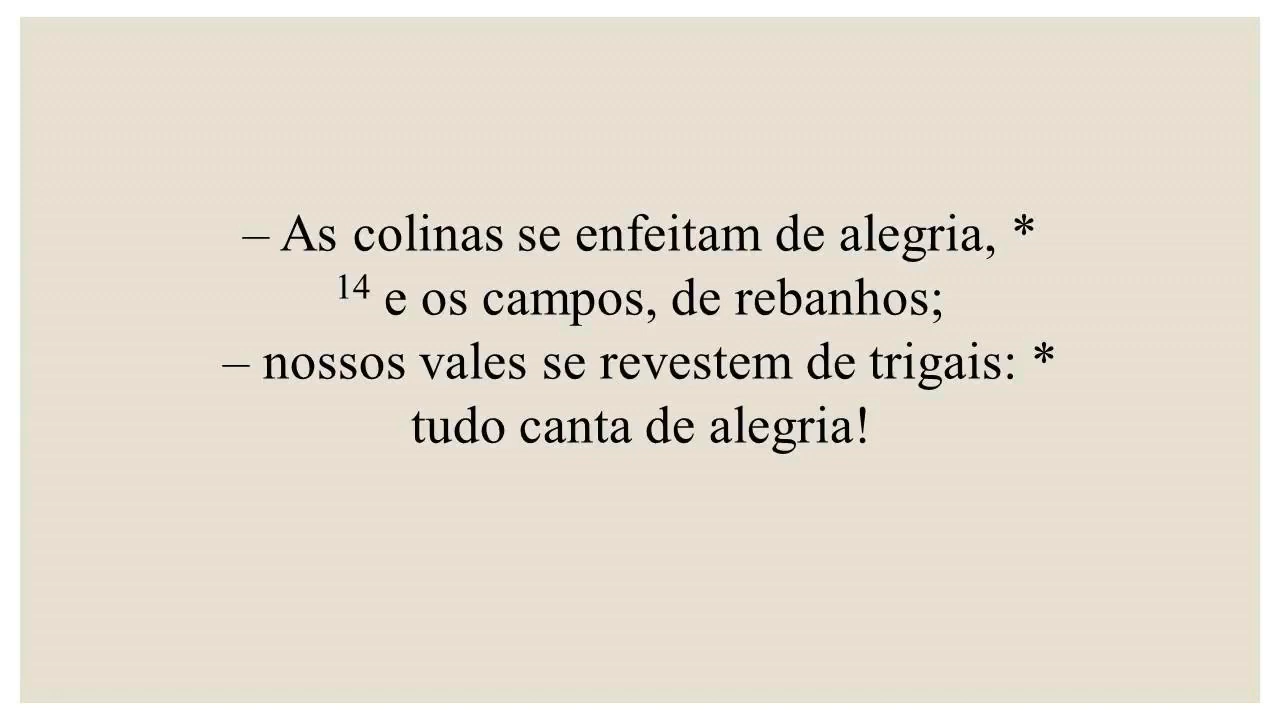 – As colinas se enfeitam de alegria, *
14 e os campos, de rebanhos;
– nossos vales se revestem de trigais: *
tudo canta de alegria!